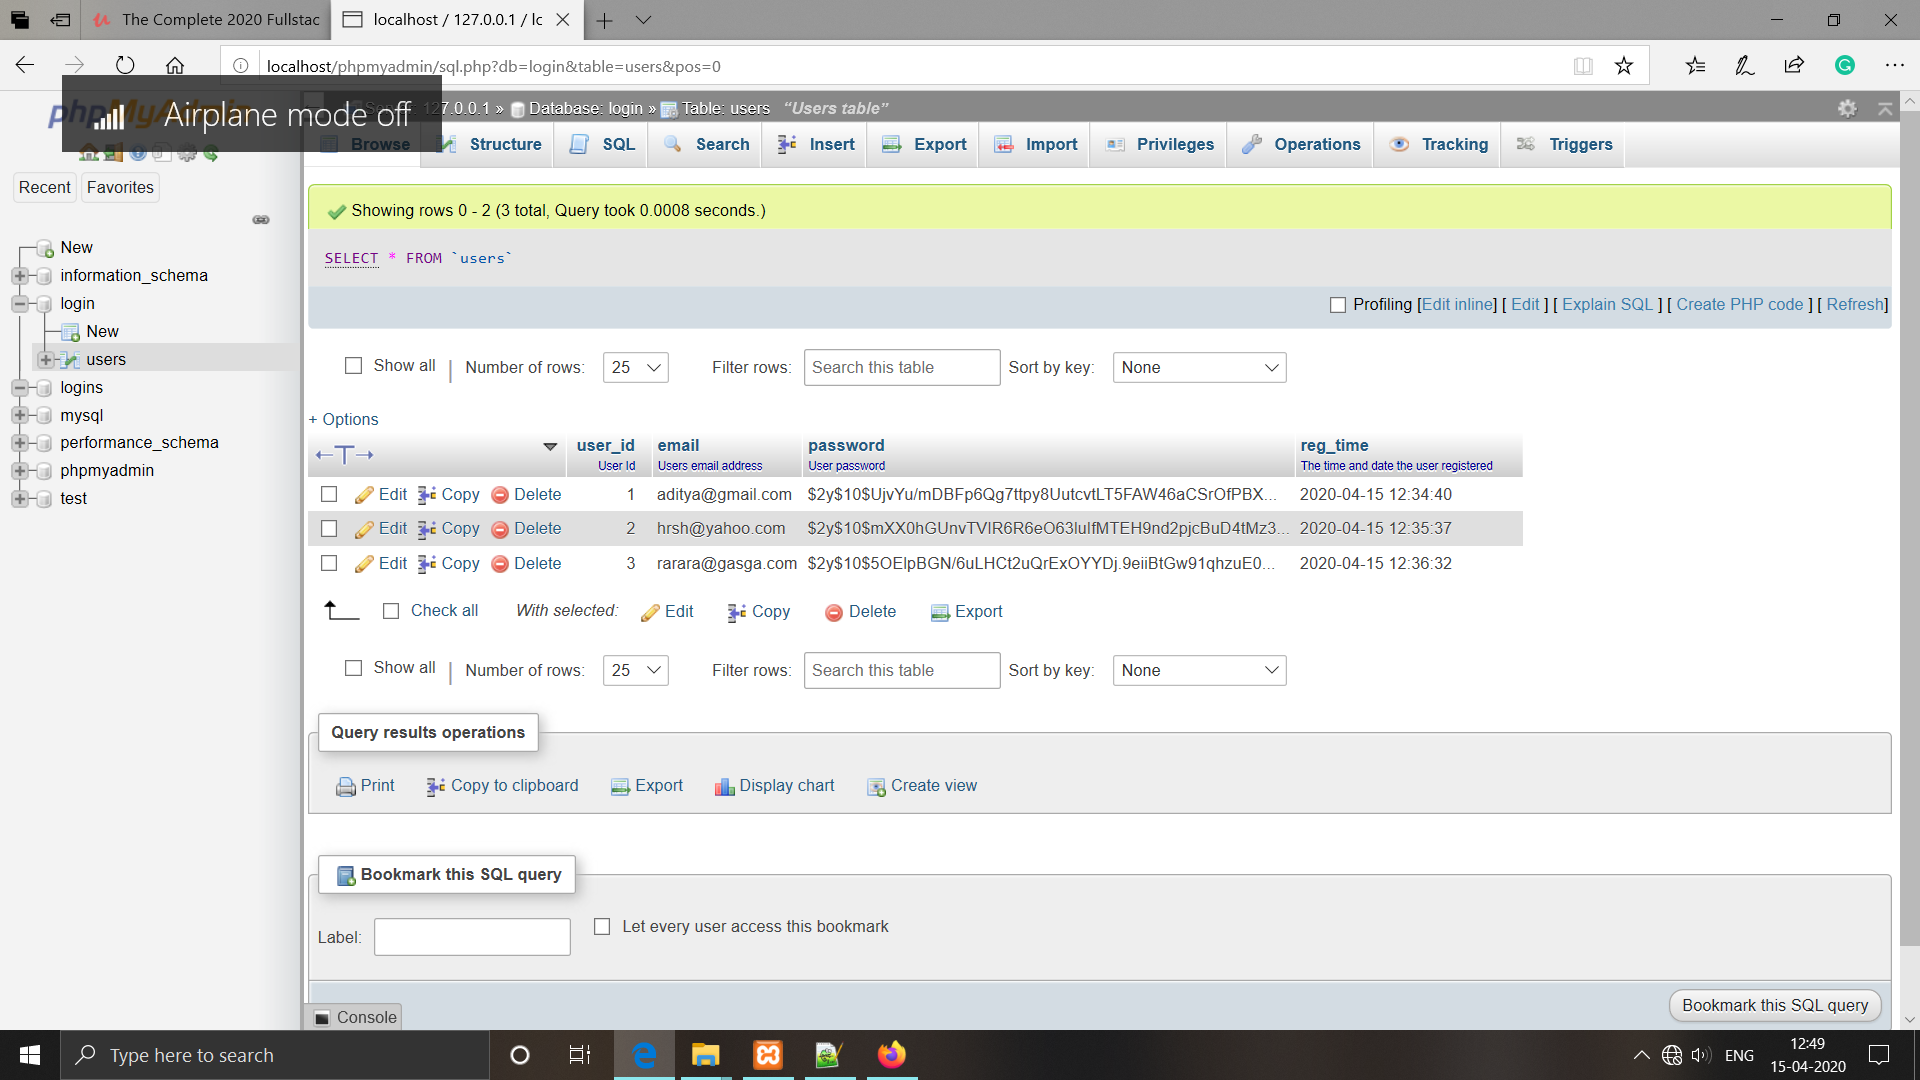 The Complete 2020 Fullstac
localhost / 127.0.0.1 / lc
localhost/phpmyadmin/sql.php?db=login&table=users&pos=0
phpMyAdmin
Airplane mode off
127.0.0.1 » Database: login » Table: users "Users table"
Browse Structure SQL Search Insert Export Import Privileges Operations Tracking Triggers
Recent Favorites
New
information_schema
login
New
users
logins
mysql
performance_schema
phpmyadmin
test
Showing rows 0 - 2 (3 total, Query took 0.0008 seconds.)
SELECT * FROM `users`
Profiling [Edit inline] [ Edit ] [ Explain SQL ] [ Create PHP code ] [ Refresh]
Show all | Number of rows: 25 Filter rows: Search this table Sort by key: None
+ Options
←T→ user_id email password reg_time
User Id Users email address User password The time and date the user registered
Edit Copy Delete 1 aditya@gmail.com $2y$10$UjvYu/mDBFp6Qg7ttpy8UutcvtLT5FAW46aCSrOfPBX... 2020-04-15 12:34:40
Edit Copy Delete 2 hrsh@yahoo.com $2y$10$mXX0hGUnvTVIR6R6eO63IuIfMTEH9nd2pjcBuD4tMz3... 2020-04-15 12:35:37
Edit Copy Delete 3 rarara@gasga.com $2y$10$5OElpBGN/6uLHCt2uQrExOYYDj.9eiiBtGw91qhzuE0... 2020-04-15 12:36:32
Check all With selected: Edit Copy Delete Export
Show all | Number of rows: 25 Filter rows: Search this table Sort by key: None
Query results operations
Print Copy to clipboard Export Display chart Create view
Bookmark this SQL query
Label: Let every user access this bookmark
Bookmark this SQL query
Console
Type here to search
ENG
12:49
15-04-2020